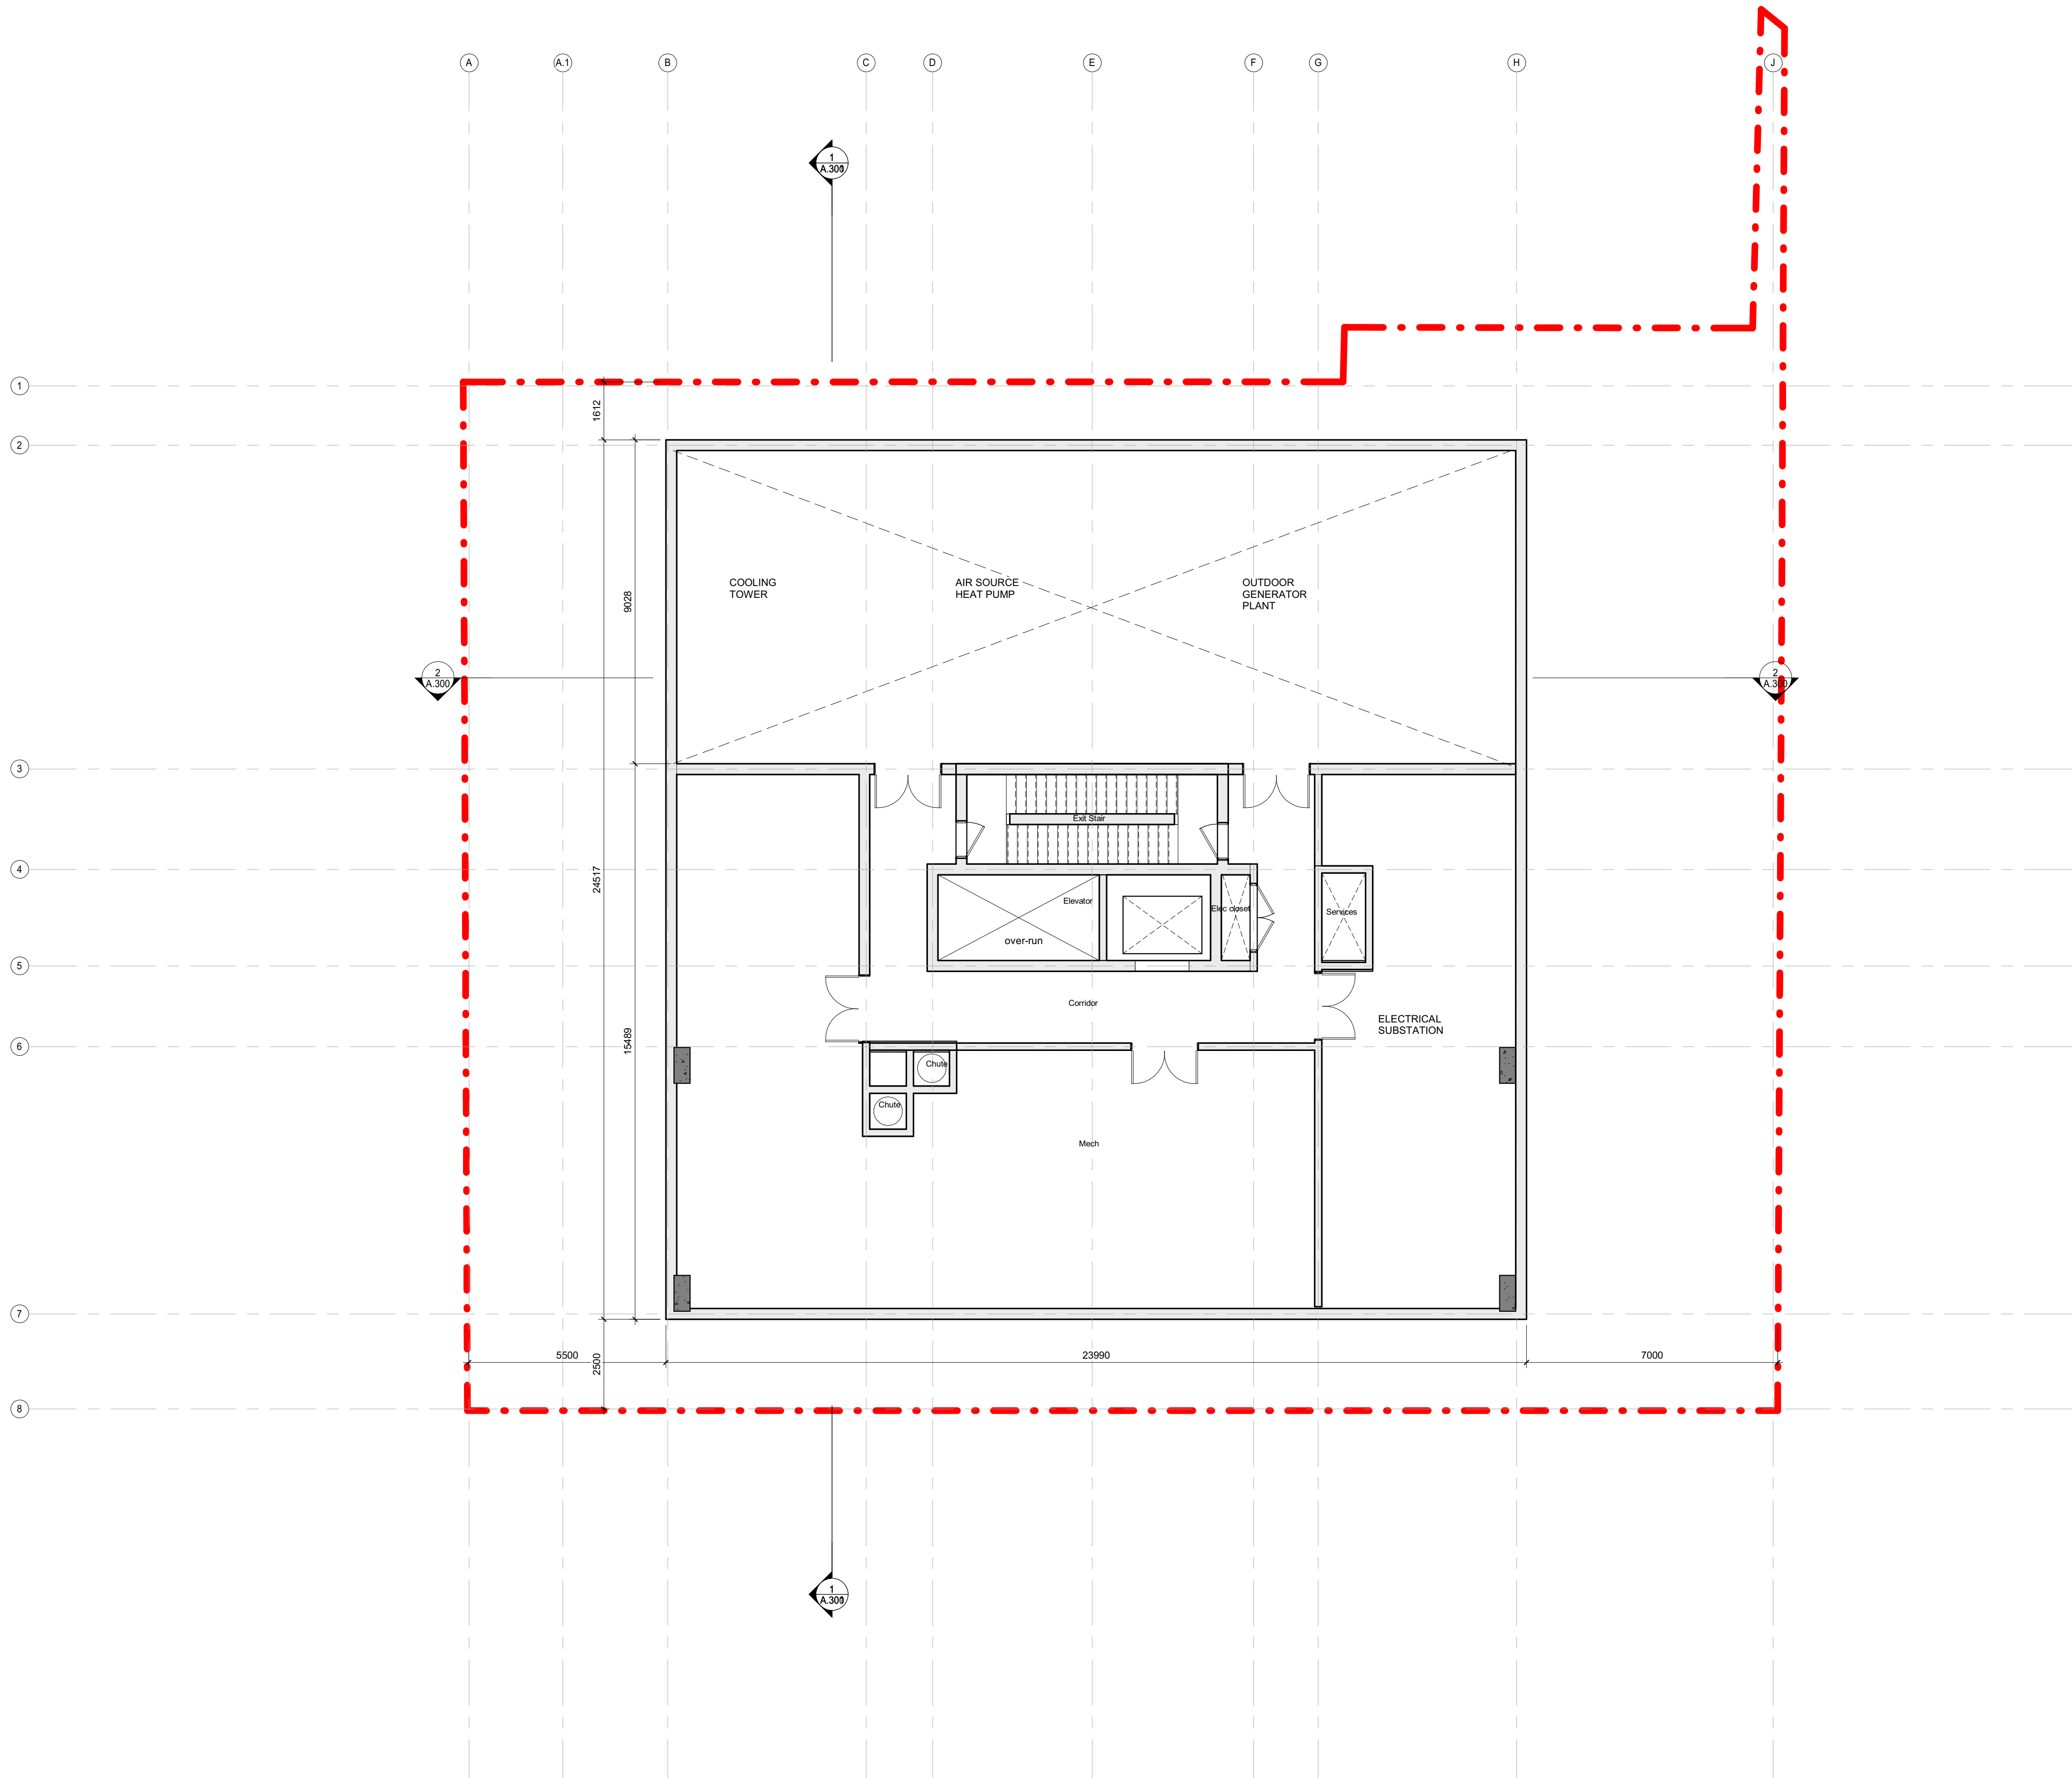 A
A.1
B
C
D
E
F
G
H
J
1
A.300
1
1612
2
COOLING
TOWER
AIR SOURCE
HEAT PUMP
OUTDOOR
GENERATOR
PLANT
9028
2
A.300
2
A.300
3
Exit Stair
4
24517
Elevator
over-run
Elec closet
Services
5
Corridor
ELECTRICAL
SUBSTATION
15489
6
Chute
Chute
Mech
7
5500
2500
23990
7000
8
1
A.300